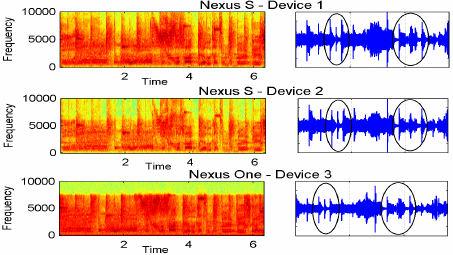 Nexus S - Device 1
Frequency
10000
5000
0
2
4
6
Time
Nexus S - Device 2
Frequency
10000
5000
0
2
4
6
Time
Nexus One - Device 3
Frequency
10000
5000
0
2
4
6
Time